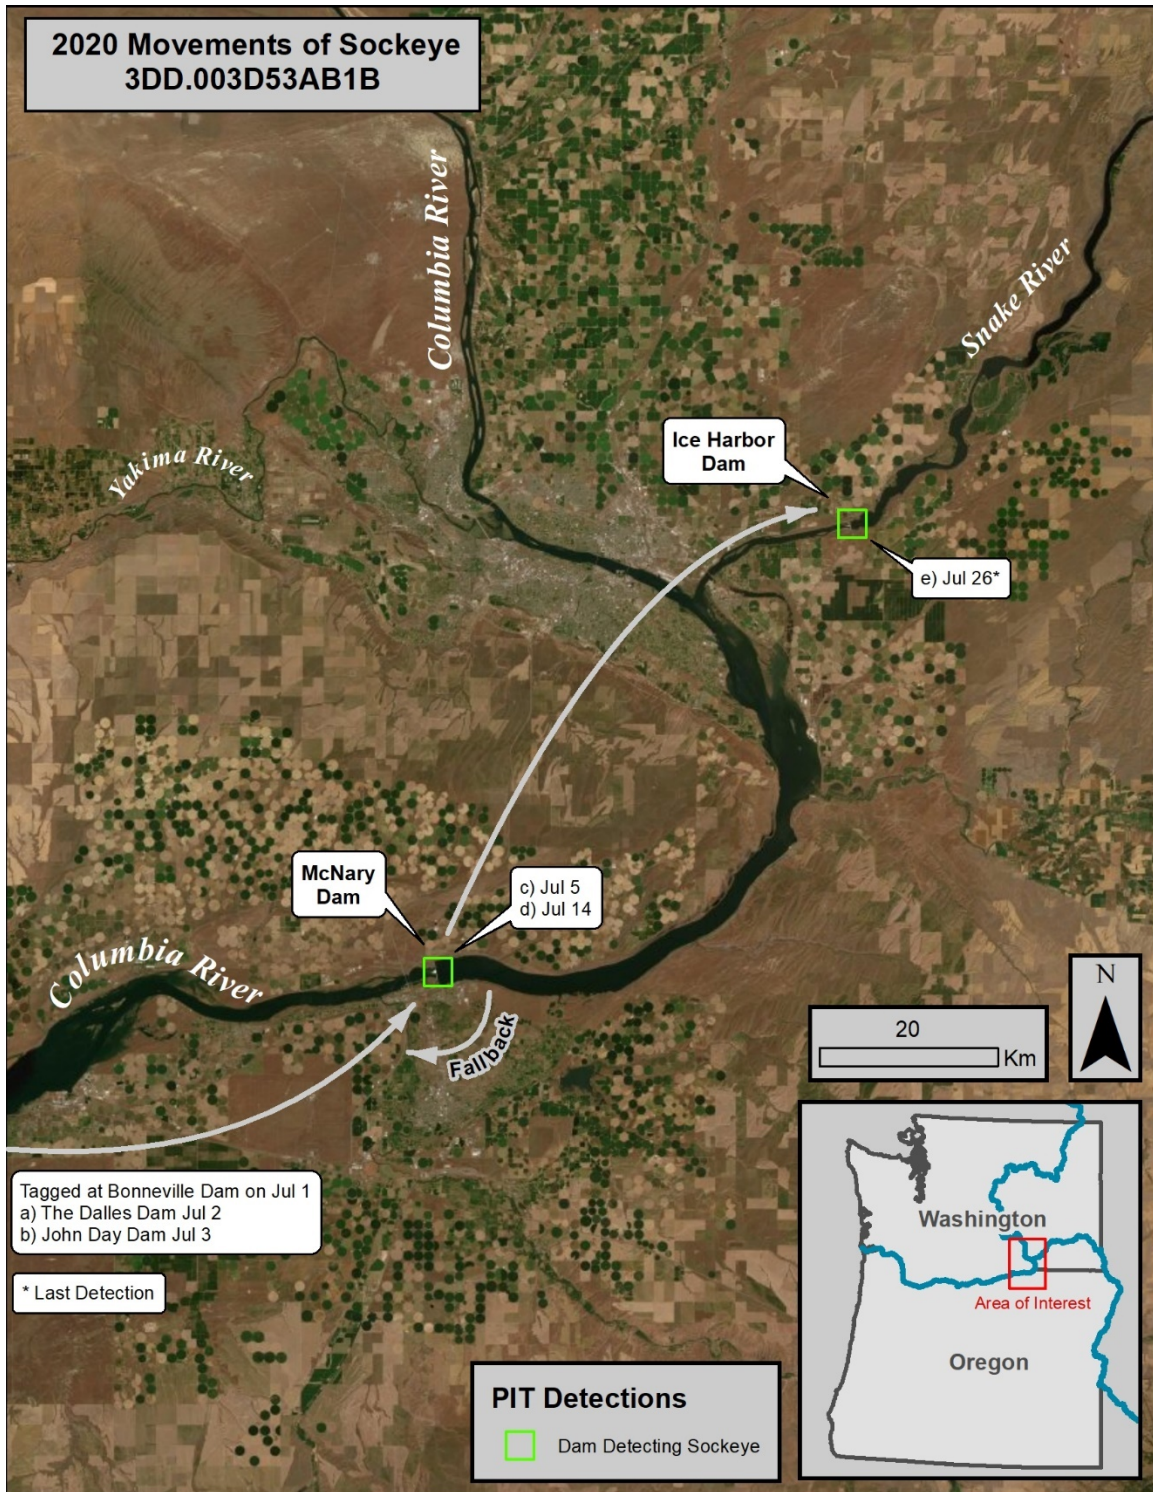 2020 Movements of Sockeye
3DD.003D53AB1B
Columbia River
Snake River
Yakima River
Ice Harbor
Dam
e) Jul 26*
McNary
Dam
c) Jul 5
d) Jul 14
Columbia River
Fallback
N
20
Km
Tagged at Bonneville Dam on Jul 1
a) The Dalles Dam Jul 2
b) John Day Dam Jul 3
* Last Detection
Washington
Area of Interest
Oregon
PIT Detections
Dam Detecting Sockeye